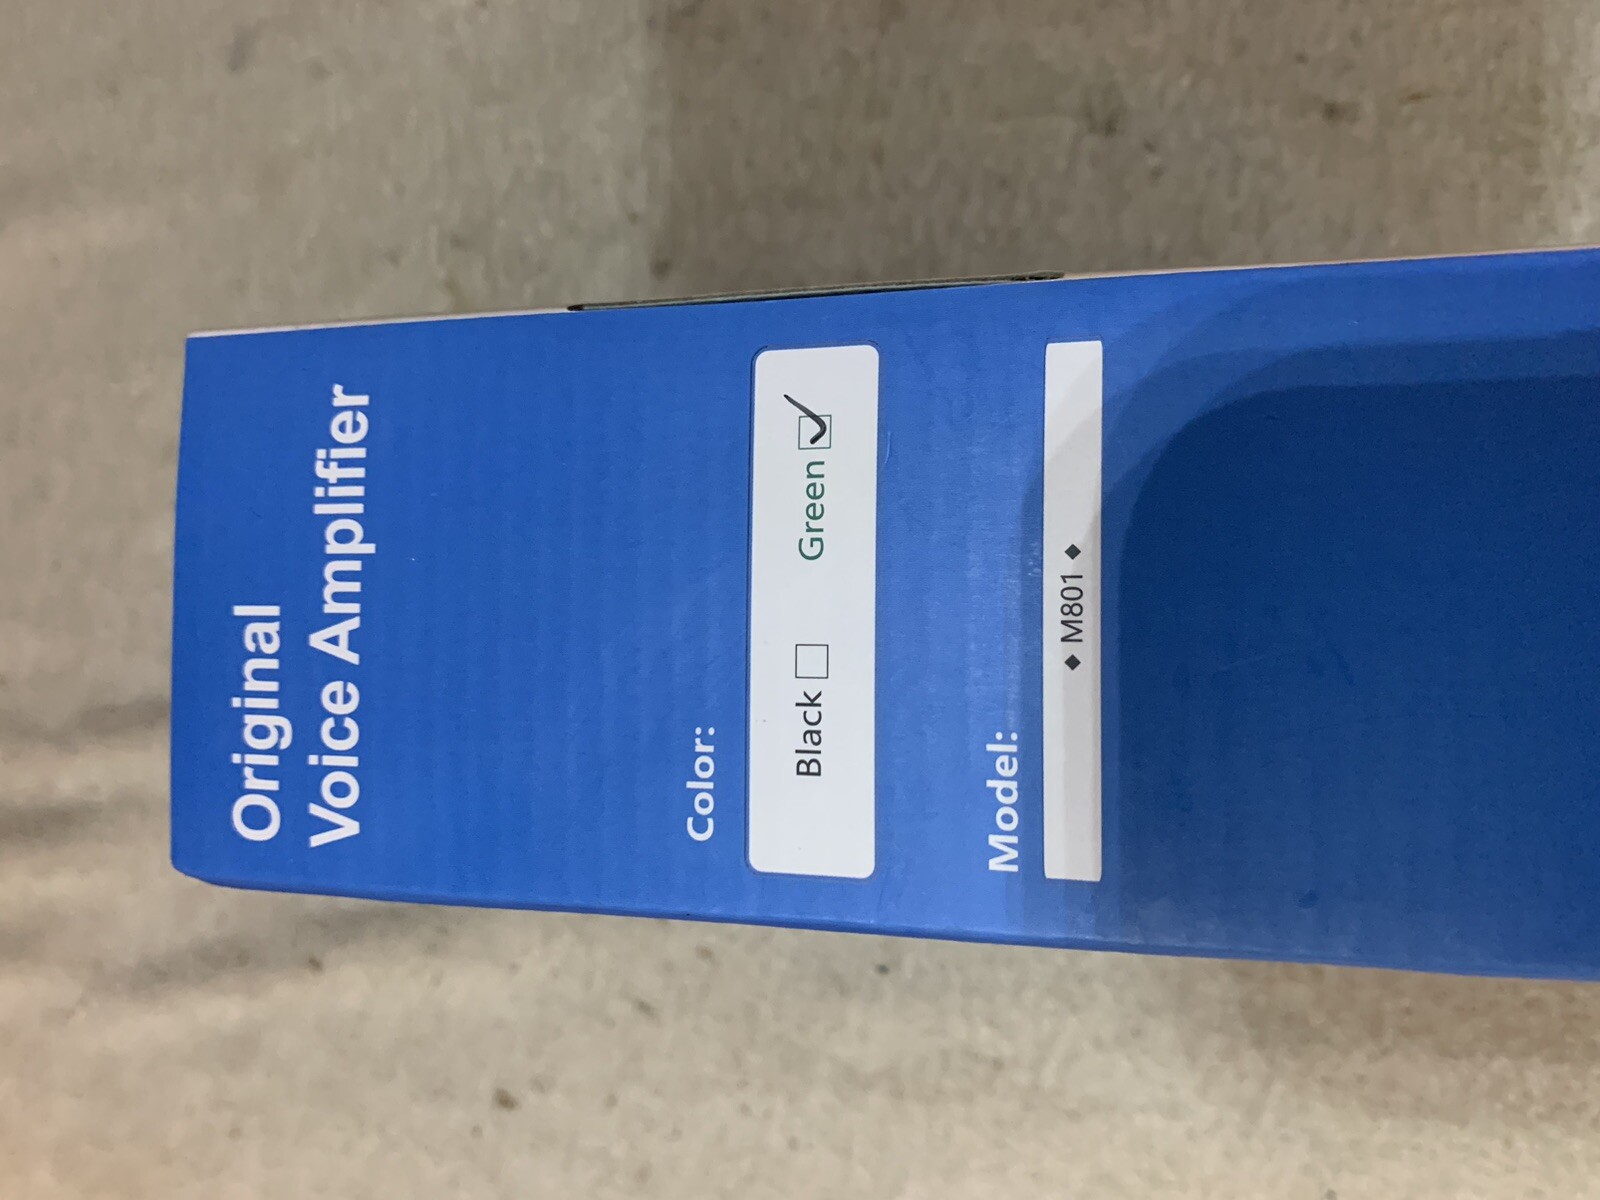 Original
Voice Amplifier
Color:
Black ☐ Green ☑
Model:
◆ M801 ◆